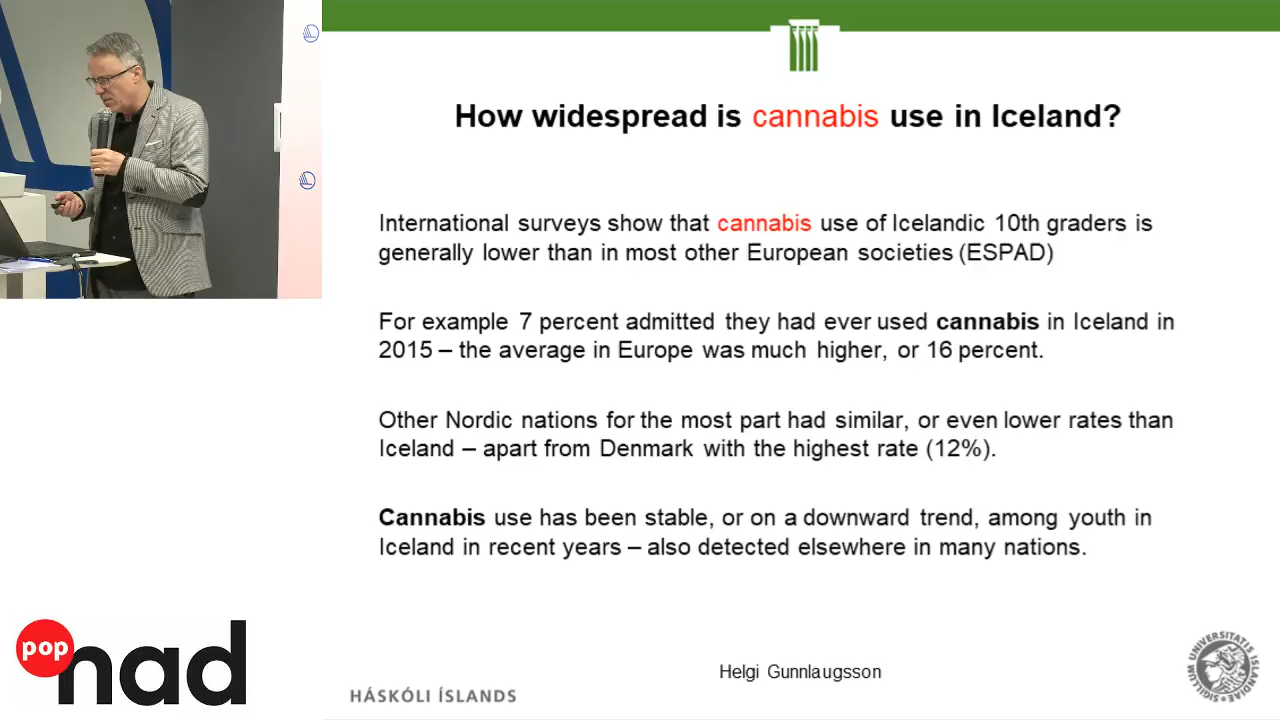 How widespread is cannabis use in Iceland?
International surveys show that cannabis use of Icelandic 10th graders is
generally lower than in most other European societies (ESPAD)
For example 7 percent admitted they had ever used cannabis in Iceland in
2015 – the average in Europe was much higher, or 16 percent.
Other Nordic nations for the most part had similar, or even lower rates than
Iceland – apart from Denmark with the highest rate (12%).
Cannabis use has been stable, or on a downward trend, among youth in
Iceland in recent years – also detected elsewhere in many nations.
pop
nad
Helgi Gunnlaugsson
HÁSKÓLI ÍSLANDS
SIGILLUM UNIVERSITATIS ISLANDIAE